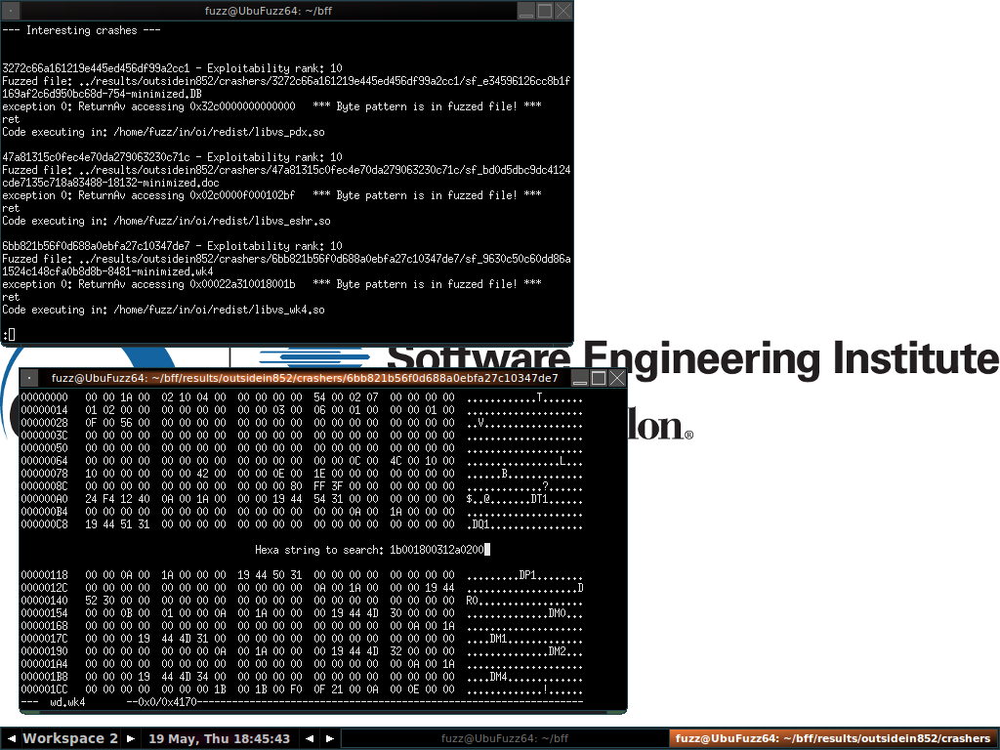 fuzz@UbuFuzz64: ~/bff
--- Interesting crashes ---
3272c66a161219e445ed456df99a2cc1 - Exploitability rank: 10
Fuzzed file: ../results/outsidein852/crashers/3272c66a161219e445ed456df99a2cc1/sf_e34596126cc8b1f
169af2c6d950bc68d-754-minimized.DB
exception 0: ReturnAv accessing 0x32c0000000000000   *** Byte pattern is in fuzzed file! ***
ret
Code executing in: /home/fuzz/in/oi/redist/libvs_pdx.so
47a81315c0fec4e70da279063230c71c - Exploitability rank: 10
Fuzzed file: ../results/outsidein852/crashers/47a81315c0fec4e70da279063230c71c/sf_bd0d5dbc9dc4124
cde7135c718a83488-18132-minimized.doc
exception 0: ReturnAv accessing 0x02c0000f000102bf   *** Byte pattern is in fuzzed file! ***
ret
Code executing in: /home/fuzz/in/oi/redist/libvs_eshr.so
6bb821b56f0d688a0ebfa27c10347de7 - Exploitability rank: 10
Fuzzed file: ../results/outsidein852/crashers/6bb821b56f0d688a0ebfa27c10347de7/sf_9630c50c60dd86a
1524c148cfa0b8d8b-8481-minimized.wk4
exception 0: ReturnAv accessing 0x00022a310018001b   *** Byte pattern is in fuzzed file! ***
ret
Code executing in: /home/fuzz/in/oi/redist/libvs_wk4.so
:
Software Engineering Institute
lon®
fuzz@UbuFuzz64: ~/bff/results/outsidein852/crashers/6bb821b56f0d688a0ebfa27c10347de7
00000000   00 00 1A 00  02 10 04 00  00 00 00 00  54 00 02 07  00 00 00 00  ............T.......
00000014   01 02 00 00  00 00 00 00  00 00 03 00  06 00 01 00  00 00 01 00  ....................
00000028   0F 00 56 00  00 00 00 00  00 00 00 00  00 00 00 00  00 00 00 00  ..V.................
0000003C   00 00 00 00  00 00 00 00  00 00 00 00  00 00 00 00  00 00 00 00  ....................
00000050   00 00 00 00  00 00 00 00  00 00 00 00  00 00 00 00  00 00 00 00  ....................
00000064   00 00 00 00  00 00 00 00  00 00 00 00  00 00 0C 00  4C 00 10 00  ................L...
00000078   10 00 00 00  00 00 42 00  00 00 0E 00  1E 00 00 00  00 00 00 00  ......B.............
0000008C   00 00 00 00  00 00 00 00  00 00 00 80  FF 3F 00 00  00 00 00 00  .............?......
000000A0   24 F4 12 40  0A 00 1A 00  00 00 19 44  54 31 00 00  00 00 00 00  $..@.......DT1......
000000B4   00 00 00 00  00 00 00 00  00 00 00 00  00 00 0A 00  1A 00 00 00  ....................
000000C8   19 44 51 31  00 00 00 00  00 00 00 00  00 00 00 00  00 00 00 00  .DQ1................
Hexa string to search: 1b001800312a0200
00000118   00 00 0A 00  1A 00 00 00  19 44 50 31  00 00 00 00  00 00 00 00  .........DP1........
0000012C   00 00 00 00  00 00 00 00  00 00 00 00  0A 00 1A 00  00 00 19 44  ...................D
00000140   52 30 00 00  00 00 00 00  00 00 00 00  00 00 0A 00  00 00 00 00  R0..................
00000154   00 00 0B 00  01 00 00 0A  00 1A 00 00  00 19 44 4D  30 00 00 00  ..............DM0...
00000168   00 00 00 00  00 00 00 00  00 00 00 00  00 00 00 00  00 0A 00 1A  ....................
0000017C   00 00 00 19  44 4D 31 00  00 00 00 00  00 00 00 00  00 00 00 00  ....DM1.............
00000190   00 00 00 00  00 00 00 0A  00 1A 00 00  00 19 44 4D  32 00 00 00  ..............DM2...
000001A4   00 00 00 00  00 00 00 00  00 00 00 00  00 00 00 00  00 0A 00 1A  ....................
000001B8   00 00 00 19  44 4D 34 00  00 00 00 00  00 00 00 00  00 00 00 00  ....DM4.............
000001CC   00 00 00 00  00 00 00 1B  00 1B 00 F0  0F 21 00 0A  00 0E 00 00  .............!......
---  wd.wk4       --0x0/0x4170---------------------------------------------------------
Workspace 2 19 May, Thu 18:45:43 fuzz@UbuFuzz64: ~/bff fuzz@UbuFuzz64: ~/bff/results/outsidein852/crashers